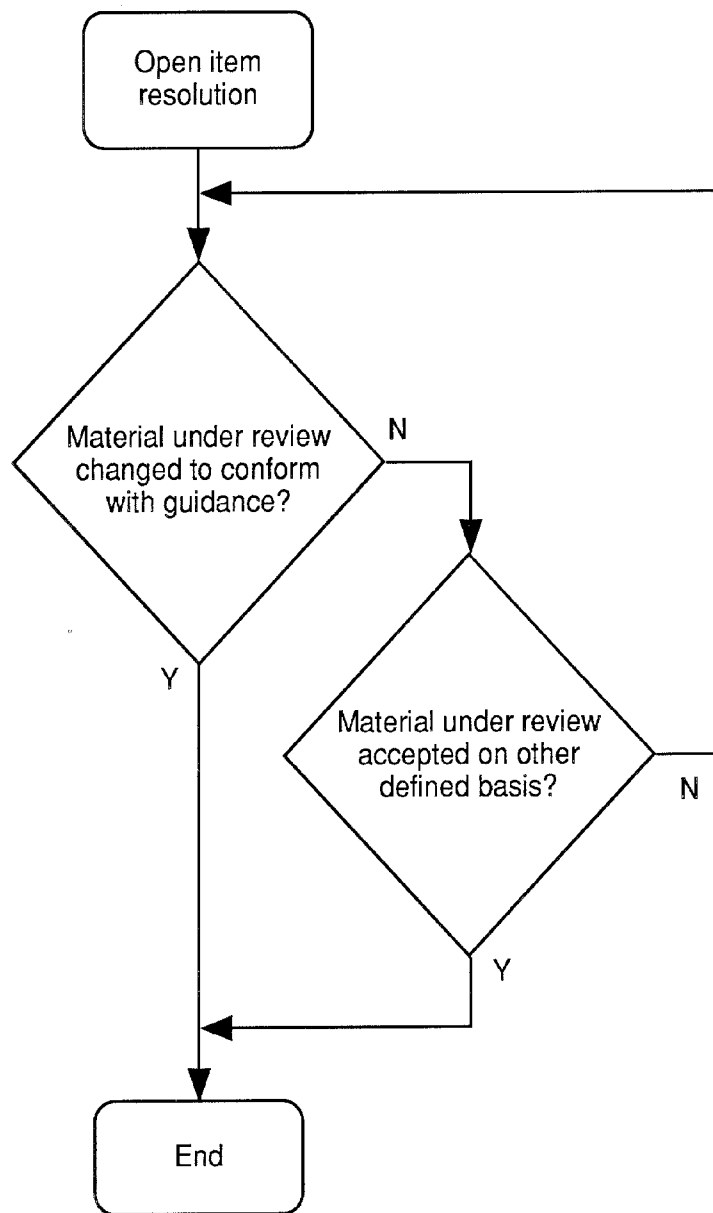 Open item
resolution
Material under review
changed to conform
with guidance?
N
Y
Material under review
accepted on other
defined basis?
N
Y
End